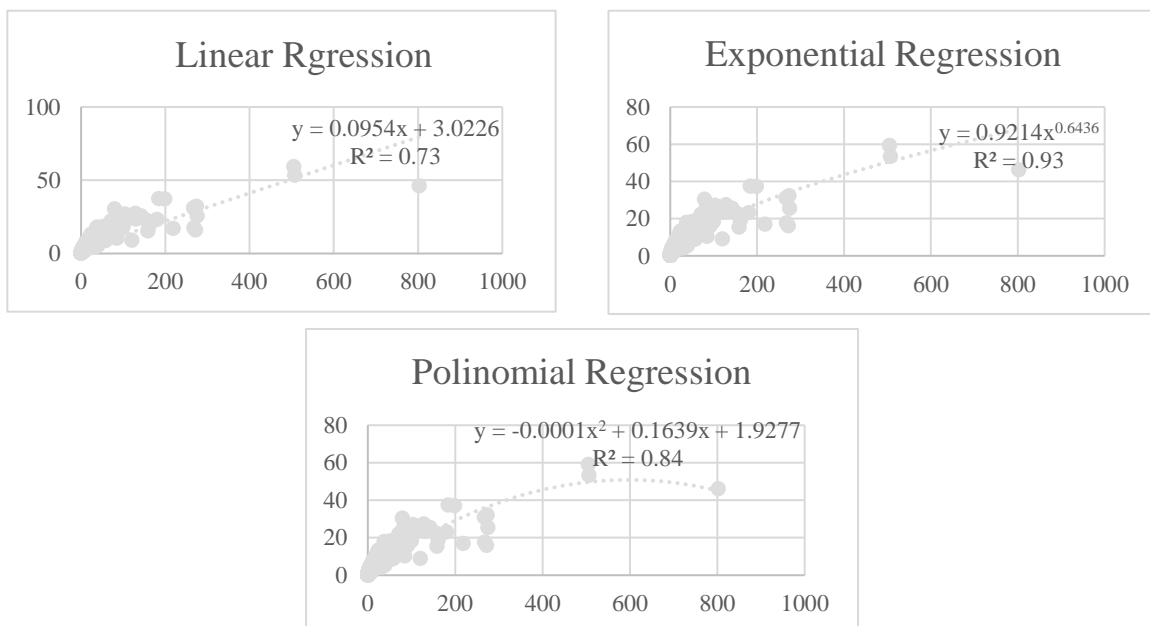 Linear Rgression
100
50
0
0 200 400 600 800 1000
y = 0.0954x + 3.0226
R² = 0.73
Exponential Regression
80
60
40
20
0
0 200 400 600 800 1000
y = 0.9214x^0.6436
R² = 0.93
Polinomial Regression
80
60
40
20
0
0 200 400 600 800 1000
y = -0.0001x² + 0.1639x + 1.9277
R² = 0.84